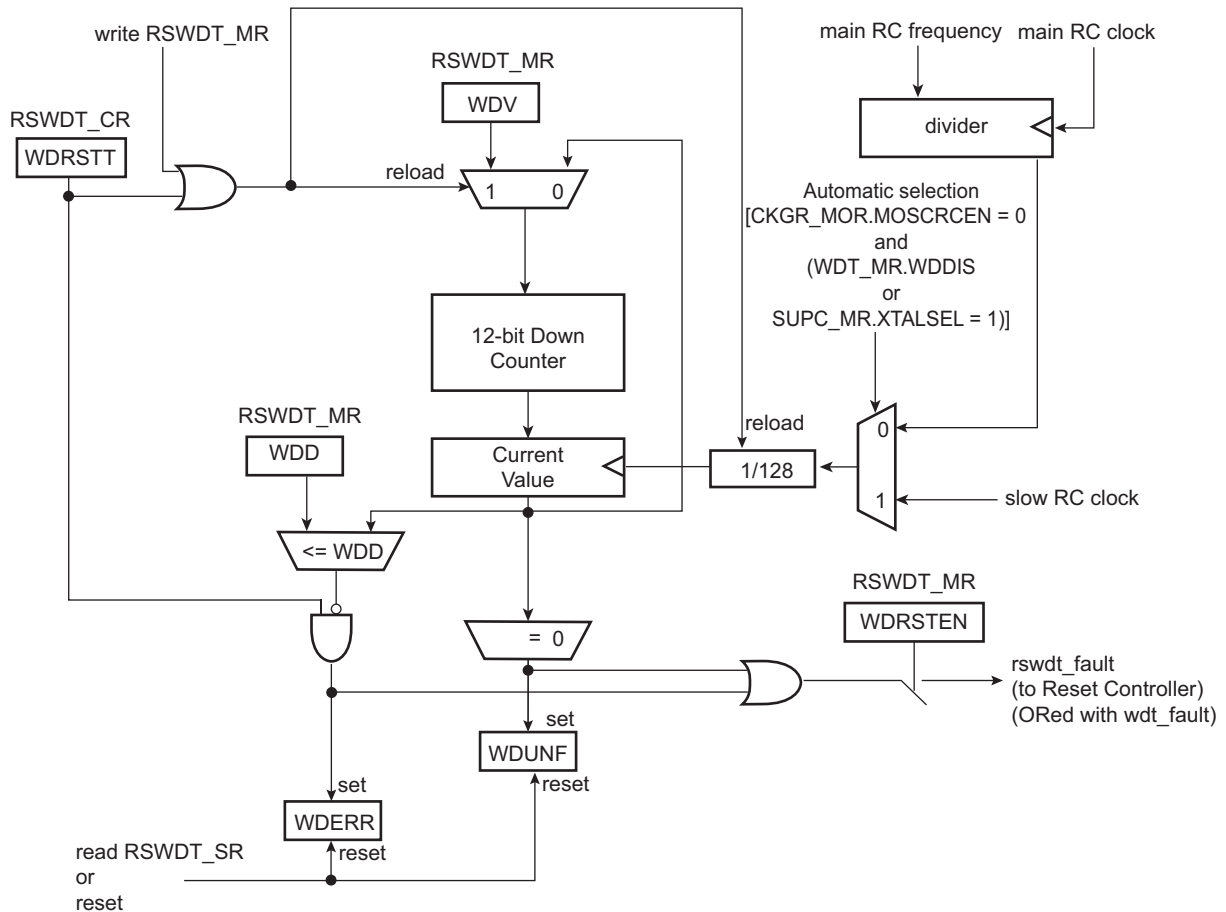 write RSWDT_MR
main RC frequency
main RC clock
RSWDT_MR
WDV
divider
RSWDT_CR
WDRSTT
reload
1 0
Automatic selection
[CKGR_MOR.MOSCRCEN = 0
and
(WDT_MR.WDDIS
or
SUPC_MR.XTALSEL = 1)]
12-bit Down
Counter
RSWDT_MR
WDD
Current
Value
reload
1/128
0
1
slow RC clock
<= WDD
= 0
RSWDT_MR
WDRSTEN
rswdt_fault
(to Reset Controller)
(ORed with wdt_fault)
set
WDUNF
reset
set
WDERR
reset
read RSWDT_SR
or
reset